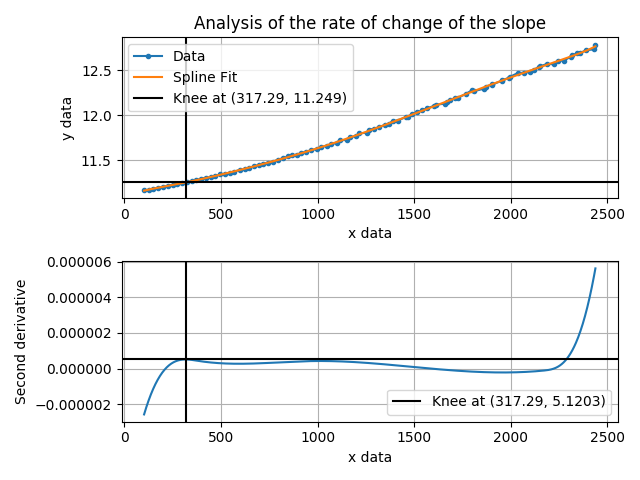 Analysis of the rate of change of the slope
12.5
12.0
11.5
y data
Data
Spline Fit
Knee at (317.29, 11.249)
0 500 1000 1500 2000 2500
x data
0.000006
0.000004
0.000002
0.000000
−0.000002
Second derivative
Knee at (317.29, 5.1203)
0 500 1000 1500 2000 2500
x data